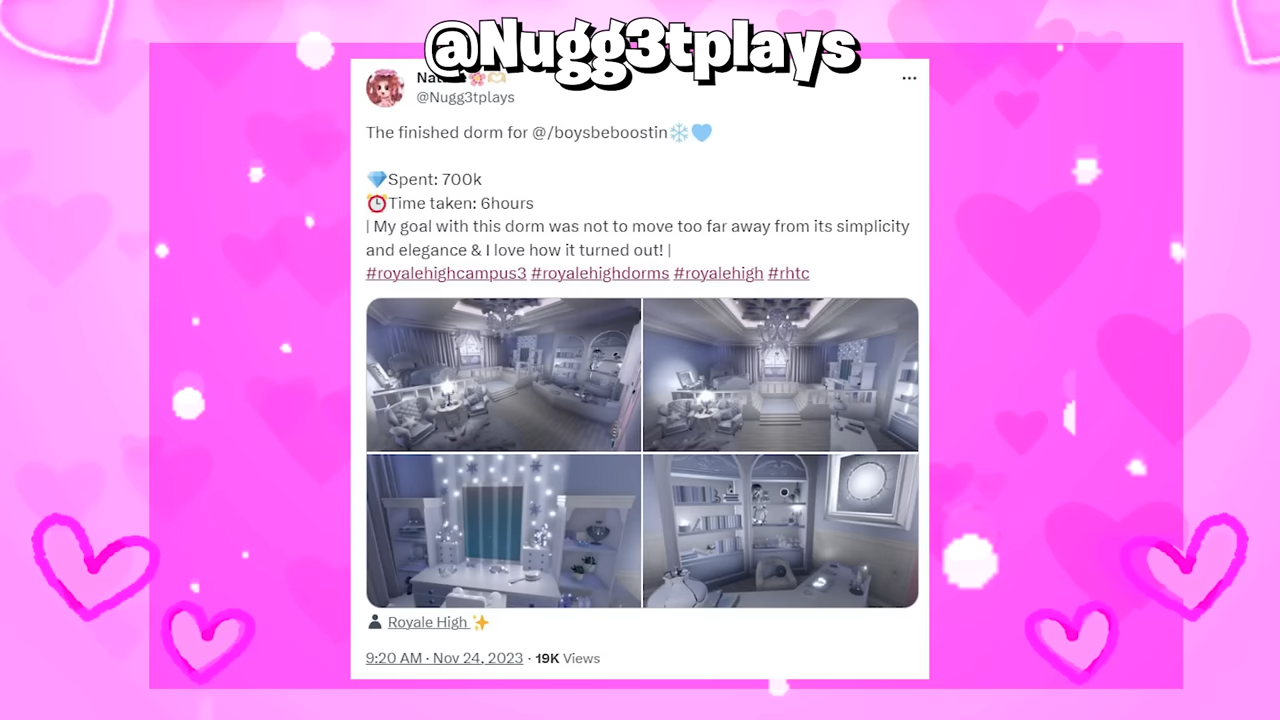 @Nugg3tplays
@Nugg3tplays
The finished dorm for @/boysbeboostin❄️💙
💎Spent: 700k
⏰Time taken: 6hours
| My goal with this dorm was not to move too far away from its simplicity
and elegance & I love how it turned out! |
#royalehighcampus3 #royalehighdorms #royalehigh #rhtc
Royale High ✨
9:20 AM · Nov 24, 2023 · 19K Views